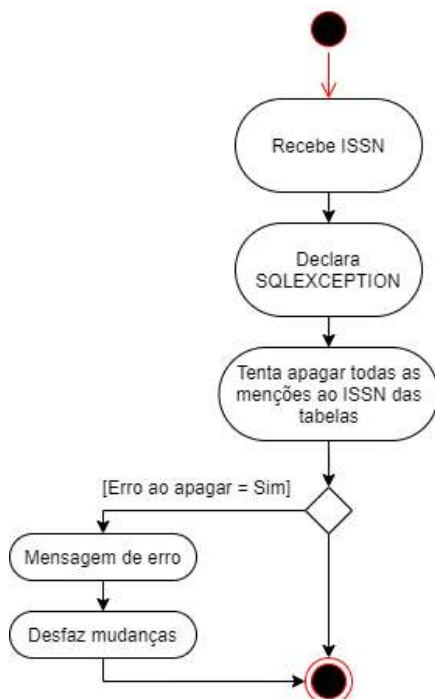 Recebe ISSN
Declara
SQLEXCEPTION
Tenta apagar todas as
menções ao ISSN das
tabelas
[Erro ao apagar = Sim]
Mensagem de erro
Desfaz mudanças